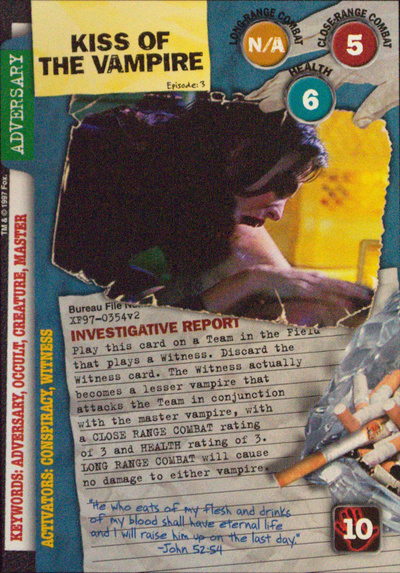 KISS OF
THE VAMPIRE
Episode: 3
LONG-RANGE COMBAT
N/A
CLOSE-RANGE COMBAT
5
HEALTH
6
ADVERSARY
TM & © 1997 Fox.
KEYWORDS: ADVERSARY, OCCULT, CREATURE, MASTER
ACTIVATORS: CONSPIRACY, WITNESS
Bureau File
XF97-0354v2
INVESTIGATIVE REPORT
Play this card on a Team in the Field
that plays a Witness. Discard the
Witness card. The Witness actually
becomes a lesser vampire that
attacks the Team in conjunction
with the master vampire, with
a CLOSE RANGE COMBAT rating
of 3 and HEALTH rating of 3.
LONG RANGE COMBAT will cause
no damage to either vampire.
"He who eats of my flesh and drinks
of my blood shall have eternal life
and I will raise him up on the last day."
~John 52:54
10